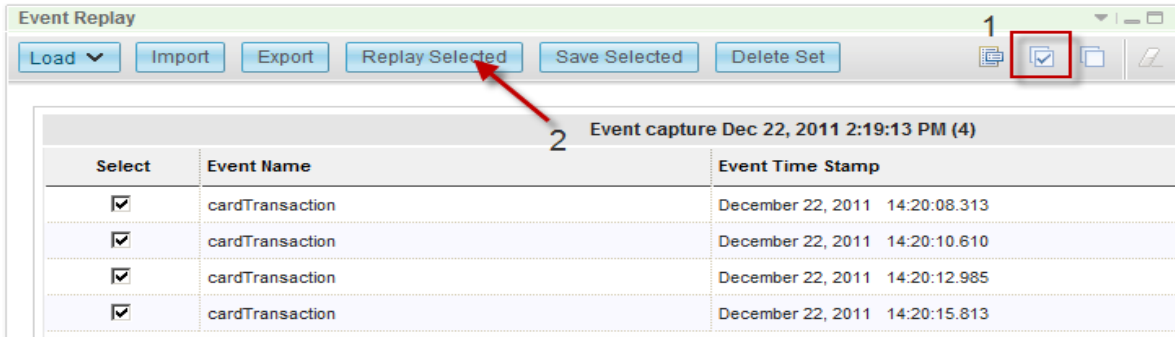 Event Replay
1
Load Import Export Replay Selected Save Selected Delete Set
2
Event capture Dec 22, 2011 2:19:13 PM (4)
Select Event Name Event Time Stamp
cardTransaction December 22, 2011 14:20:08.313
cardTransaction December 22, 2011 14:20:10.610
cardTransaction December 22, 2011 14:20:12.985
cardTransaction December 22, 2011 14:20:15.813